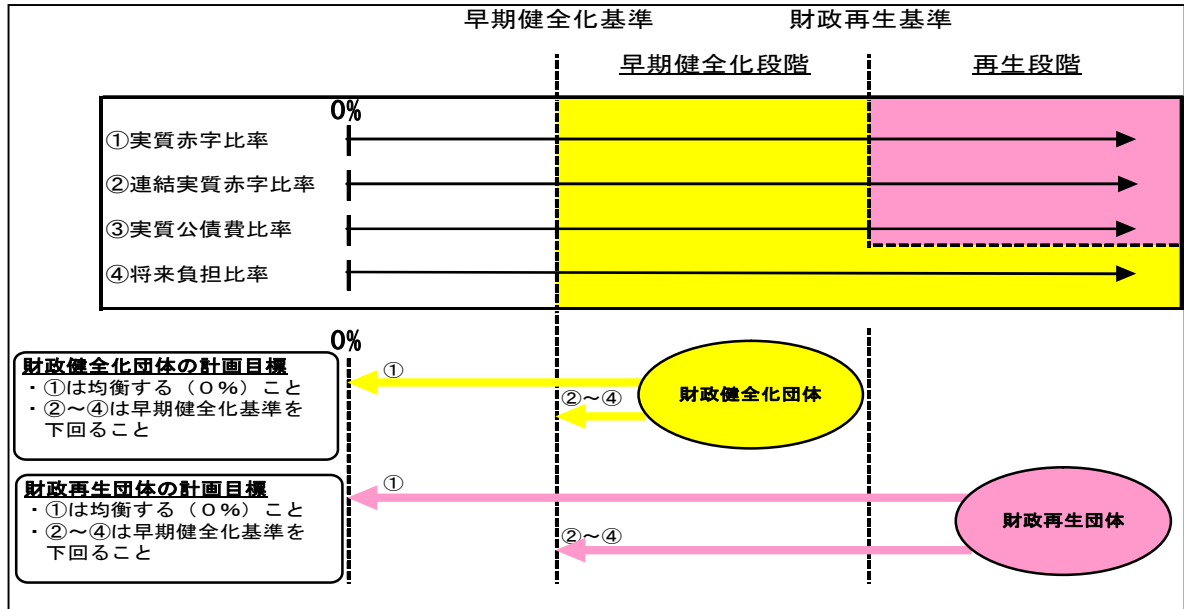 早期健全化基準
財政再生基準
早期健全化段階
再生段階
0%
①実質赤字比率
②連結実質赤字比率
③実質公債費比率
④将来負担比率
0%
財政健全化団体の計画目標
・①は均衡する（０％）こと
・②～④は早期健全化基準を
下回ること
①
②～④
財政健全化団体
財政再生団体の計画目標
・①は均衡する（０％）こと
・②～④は早期健全化基準を
下回ること
①
②～④
財政再生団体